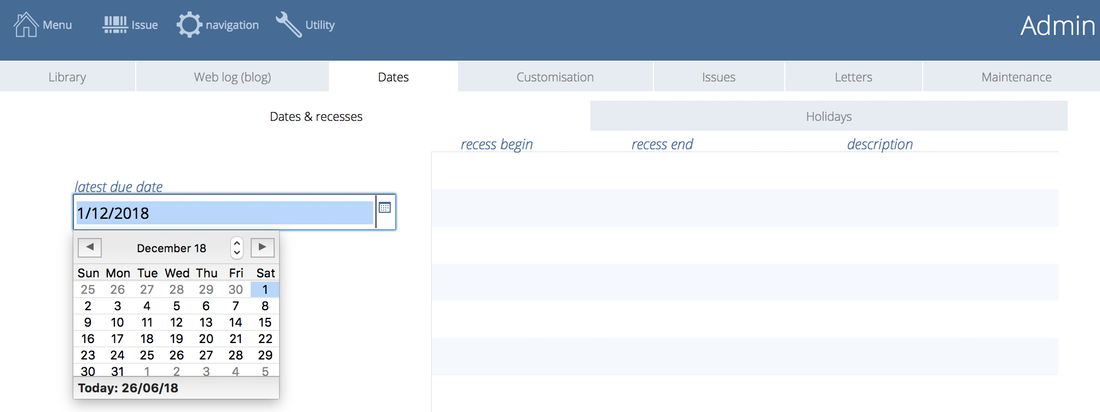 Menu Issue navigation Utility Admin
Library Web log (blog) Dates Customisation Issues Letters Maintenance
Dates & recesses Holidays
recess begin recess end description
latest due date
1/12/2018
December 18
Sun Mon Tue Wed Thu Fri Sat
25 26 27 28 29 30 1
2 3 4 5 6 7 8
9 10 11 12 13 14 15
16 17 18 19 20 21 22
23 24 25 26 27 28 29
30 31 1 2 3 4 5
Today: 26/06/18